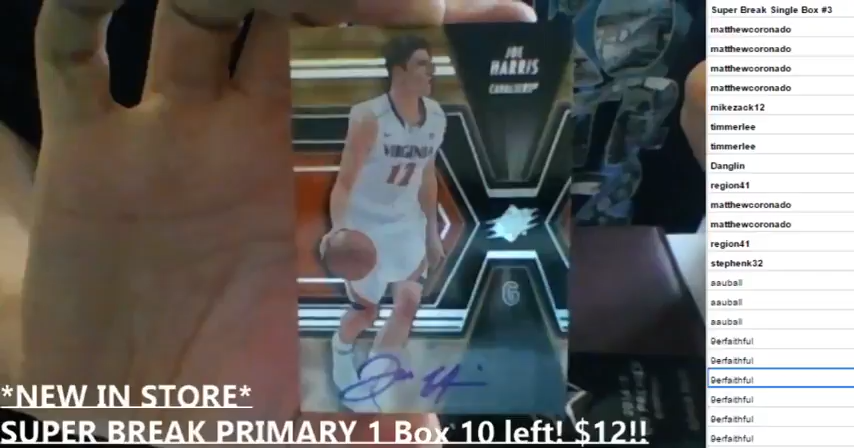 Super Break Single Box #3
matthewcoronado
matthewcoronado
matthewcoronado
matthewcoronado
mikezack12
timmerlee
timmerlee
Danglin
region41
matthewcoronado
matthewcoronado
region41
stephenk32
aauball
aauball
aauball
9erfaithful
9erfaithful
9erfaithful
9erfaithful
9erfaithful
9erfaithful
JOE
HARRIS
CAVALIERS
VIRGINIA
12
G
*NEW IN STORE*
SUPER BREAK PRIMARY 1 Box 10 left! $12!!